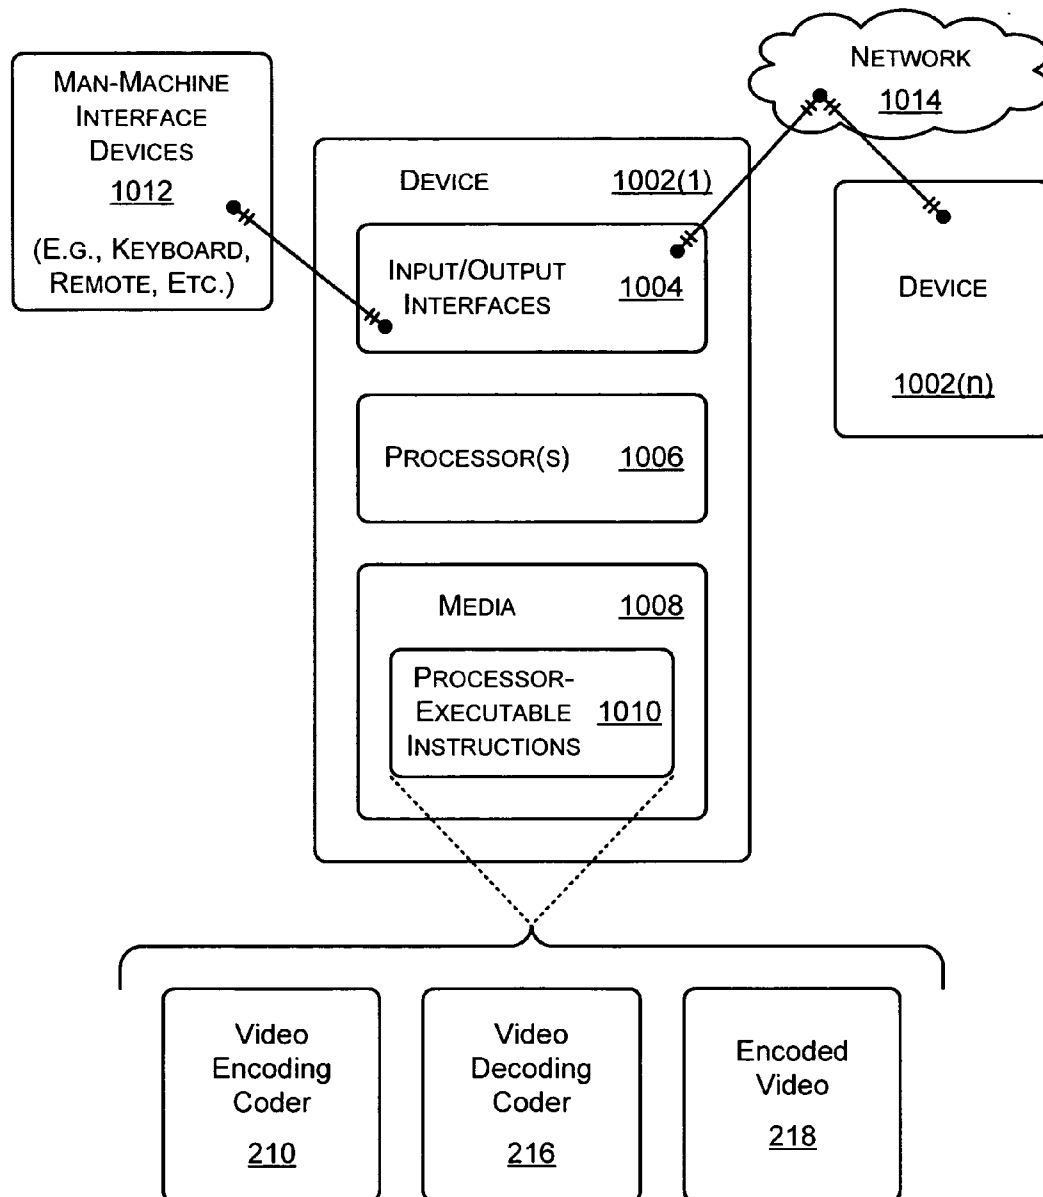 MAN-MACHINE
INTERFACE
DEVICES
1012
(E.G., KEYBOARD,
REMOTE, ETC.)
NETWORK
1014
DEVICE 1002(1)
INPUT/OUTPUT
INTERFACES
1004
DEVICE
1002(n)
PROCESSOR(S) 1006
MEDIA 1008
PROCESSOR-
EXECUTABLE
INSTRUCTIONS
1010
Video
Encoding
Coder
210
Video
Decoding
Coder
216
Encoded
Video
218